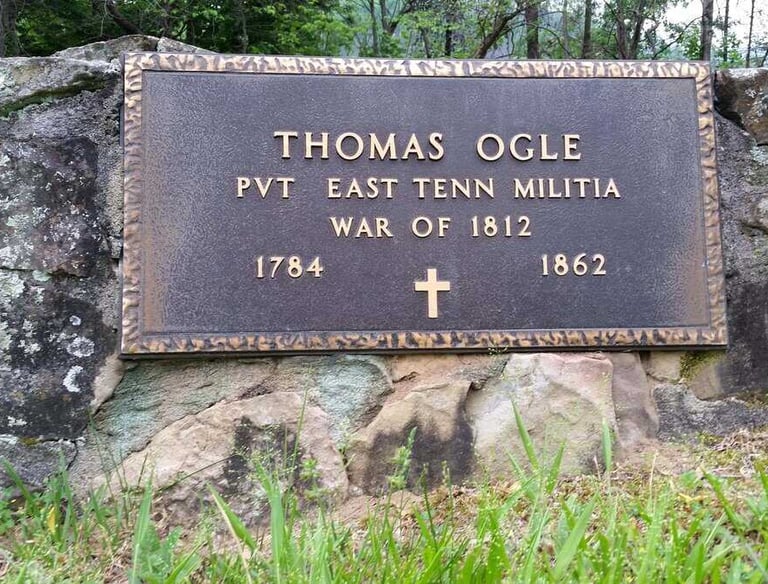 THOMAS OGLE
PVT EAST TENN MILITIA
WAR OF 1812
1784 1862